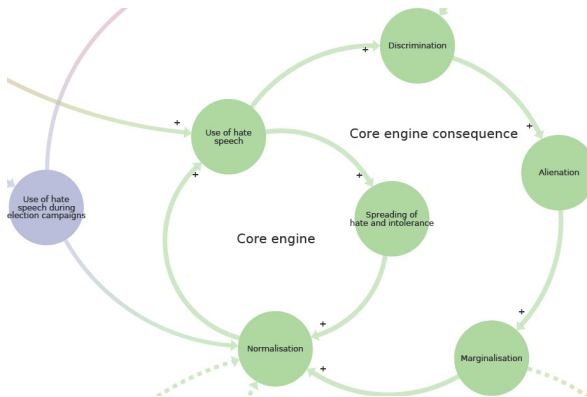 Discrimination
+
+
Use of hate
speech
Core engine consequence
+
+
+
Alienation
Use of hate
speech during
election campaigns
Spreading of
hate and intolerance
Core engine
+
+
Normalisation
Marginalisation
+